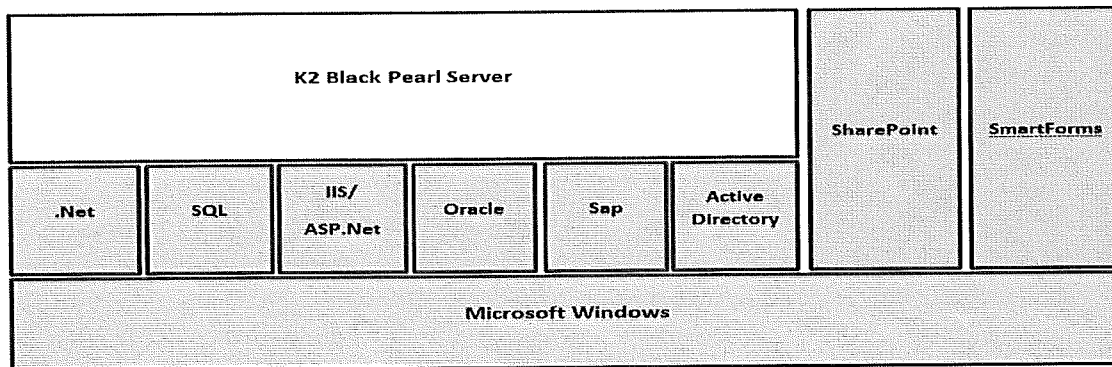 K2 Black Pearl Server
SharePoint
SmartForms
.Net
SQL
IIS/
ASP.Net
Oracle
Sap
Active
Directory
Microsoft Windows